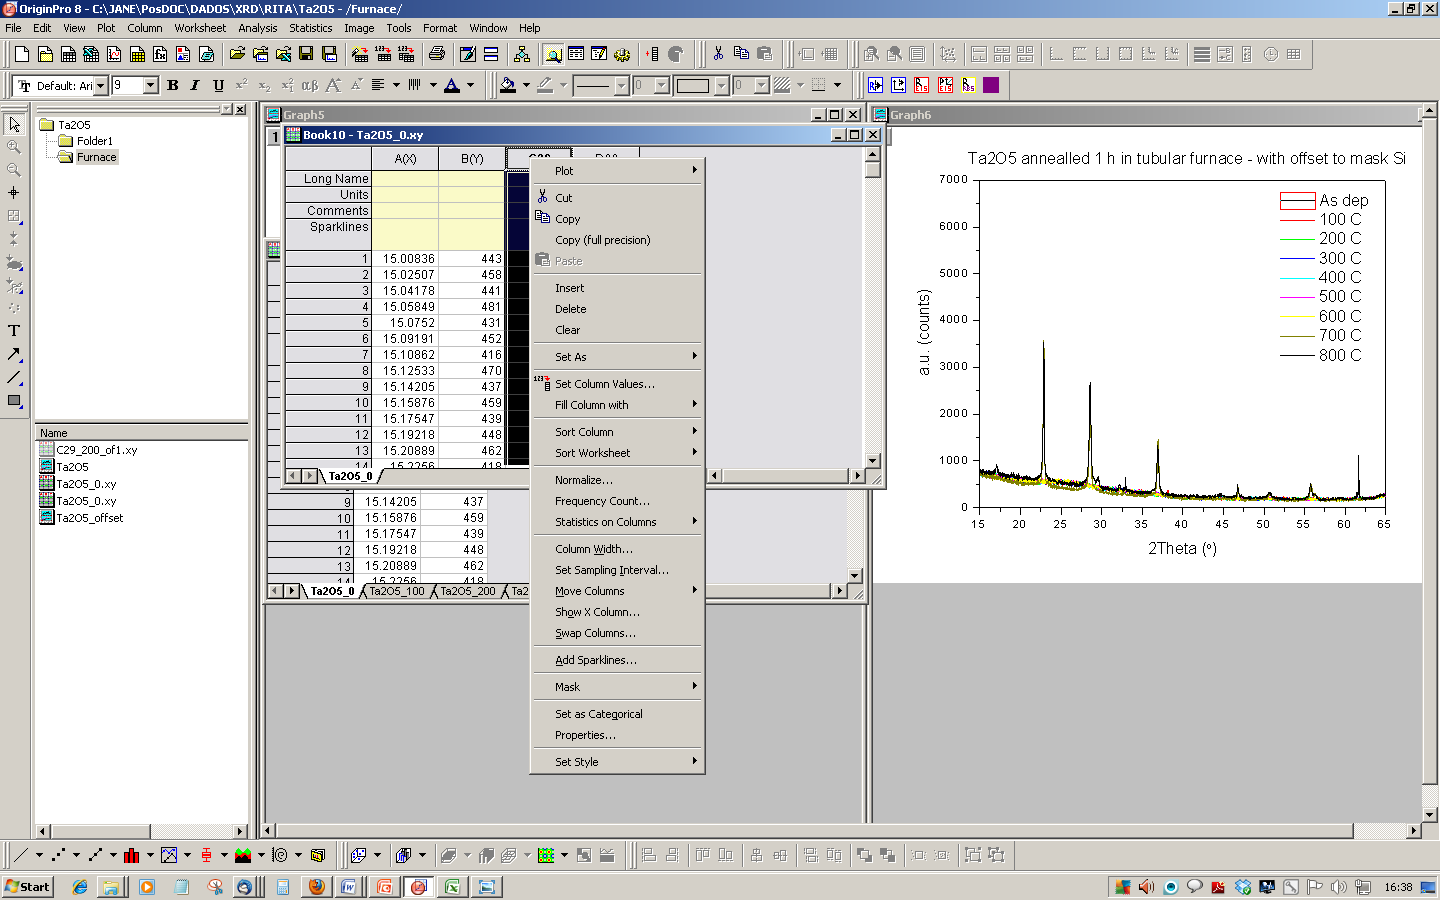 OriginPro 8 - C:\JANE\PosDOC\DADOS\XRD\RITA\Ta2O5 - /Furnace/
File Edit View Plot Column Worksheet Analysis Statistics Image Tools Format Window Help
Default: Ari 9 B I U
Ta2O5
Folder1
Furnace
Name
C29_200_of1.xy
Ta2O5
Ta2O5_0.xy
Ta2O5_0.xy
Ta2O5_offset
Graph5
1
Book10 - Ta2O5_0.xy
A(X) B(Y)
Long Name
Units
Comments
Sparklines
1 15.00836 443
2 15.02507 458
3 15.04178 441
4 15.05849 481
5 15.0752 431
6 15.09191 452
7 15.10862 416
8 15.12533 470
9 15.14205 437
10 15.15876 459
11 15.17547 439
12 15.19218 448
13 15.20889 462
14 15.2256 418
Ta2O5_0
9 15.14205 437
10 15.15876 459
11 15.17547 439
12 15.19218 448
13 15.20889 462
14 15.2256 418
Ta2O5_0 Ta2O5_100 Ta2O5_200 Ta2
Plot
Cut
Copy
Copy (full precision)
Paste
Insert
Delete
Clear
Set As
Set Column Values...
Fill Column with
Sort Column
Sort Worksheet
Normalize...
Frequency Count...
Statistics on Columns
Column Width...
Set Sampling Interval...
Move Columns
Show X Column...
Swap Columns...
Add Sparklines...
Mask
Set as Categorical
Properties...
Set Style
Graph6
Ta2O5 annealled 1 h in tubular furnace - with offset to mask Si
7000
6000
5000
4000
3000
2000
1000
0
a.u. (counts)
As dep
100 C
200 C
300 C
400 C
500 C
600 C
700 C
800 C
15 20 25 30 35 40 45 50 55 60 65
2Theta (º)
Start
16:38